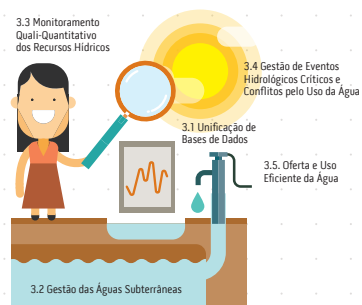 3.3 Monitoramento
Quali-Quantitativo
dos Recursos Hídricos
3.4 Gestão de Eventos
Hidrológicos Críticos e
Conflitos pelo Uso da Água
3.1 Unificação de
Bases de Dados
3.5. Oferta e Uso
Eficiente da Água
3.2 Gestão das Águas Subterrâneas